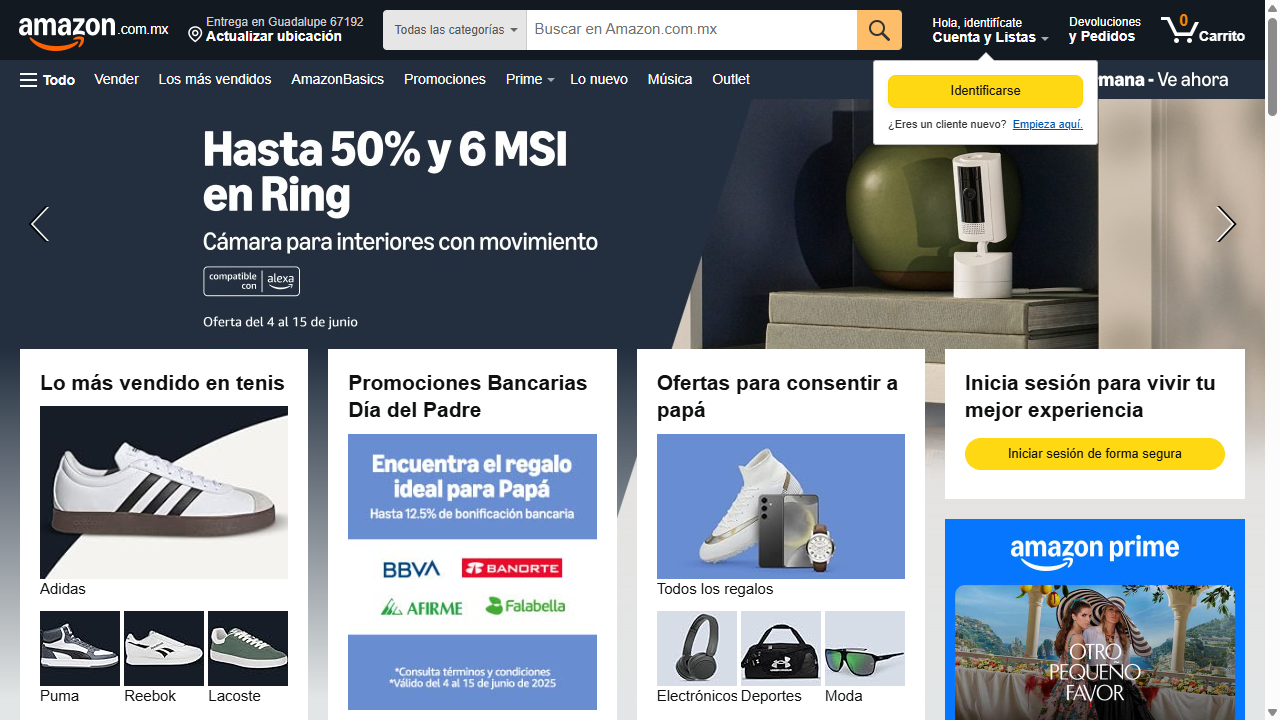 amazon.com.mx
Entrega en Guadalupe 67192
Actualizar ubicación
Todas las categorías
Buscar en Amazon.com.mx
Hola, identifícate
Cuenta y Listas
Devoluciones
y Pedidos
0
Carrito
Todo
Vender
Los más vendidos
AmazonBasics
Promociones
Prime
Lo nuevo
Música
Outlet
mana - Ve ahora
Identificarse
¿Eres un cliente nuevo? Empieza aquí.
Hasta 50% y 6 MSI
en Ring
Cámara para interiores con movimiento
compatible
con
alexa
Oferta del 4 al 15 de junio
Lo más vendido en tenis
Adidas
Puma
Reebok
Lacoste
Promociones Bancarias
Día del Padre
Encuentra el regalo
ideal para Papá
Hasta 12.5% de bonificación bancaria
BBVA
BANORTE
AFIRME
Falabella
*Consulta términos y condiciones
*Válido del 4 al 15 de junio de 2025
Ofertas para consentir a
papá
Todos los regalos
Electrónicos
Deportes
Moda
Inicia sesión para vivir tu
mejor experiencia
Iniciar sesión de forma segura
amazon prime
OTRO
PEQUEÑO
FAVOR